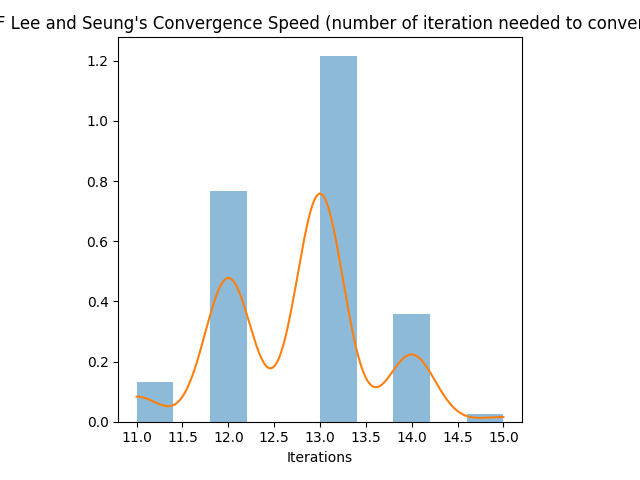 F Lee and Seung's Convergence Speed (number of iteration needed to conver
1.2
1.0
0.8
0.6
0.4
0.2
0.0
11.0 11.5 12.0 12.5 13.0 13.5 14.0 14.5 15.0
Iterations